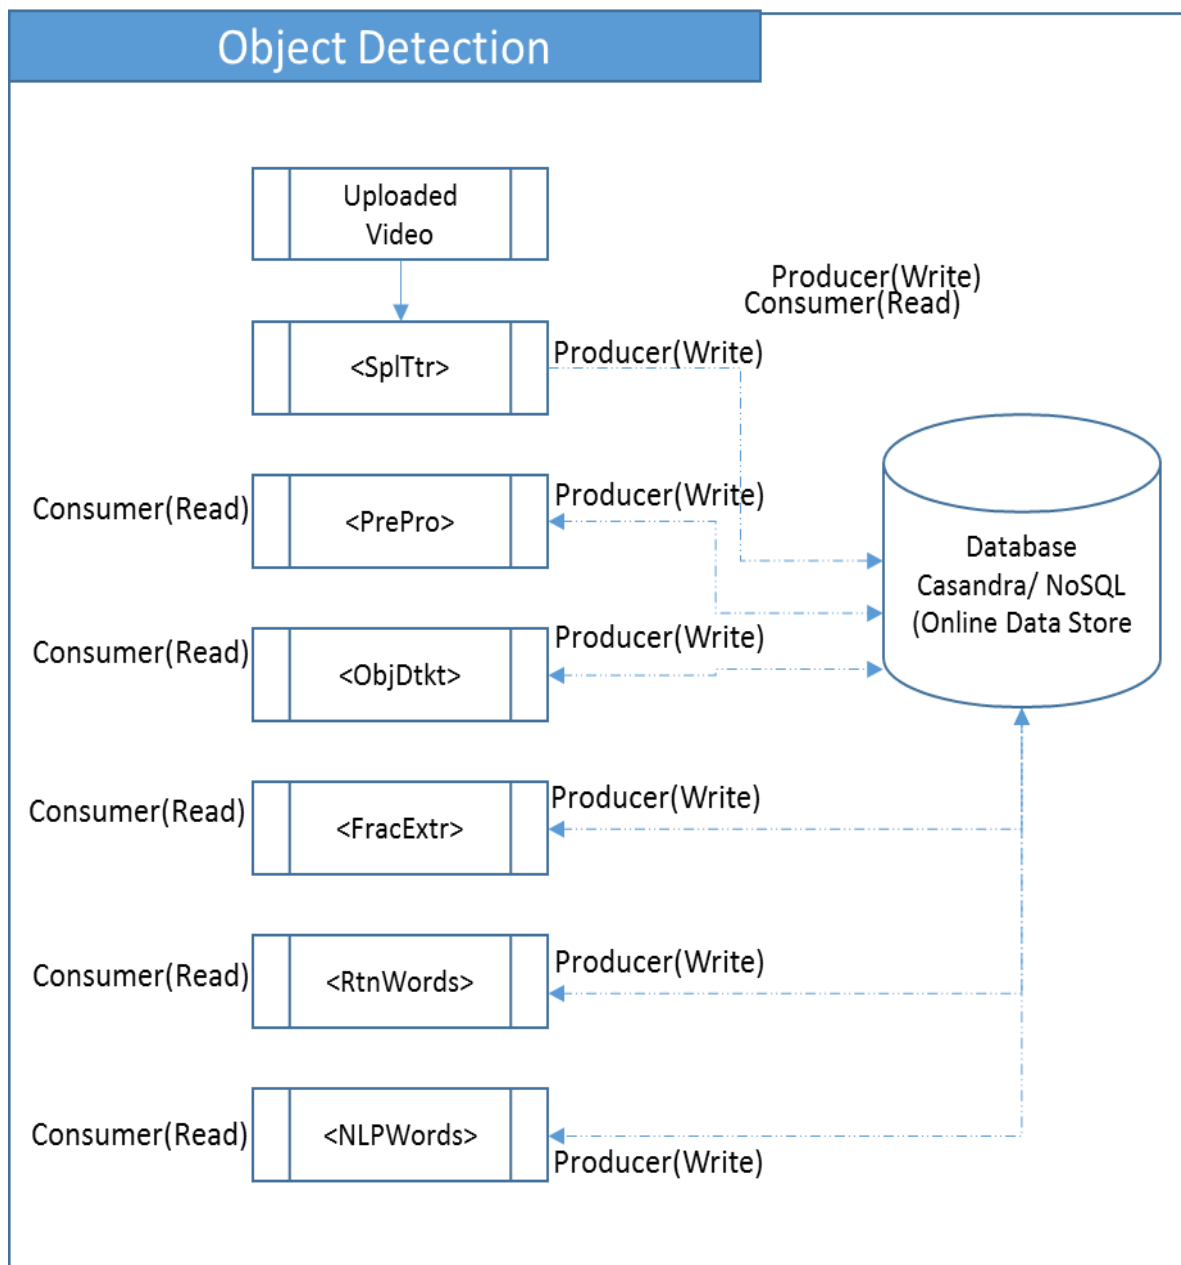 Object Detection
Uploaded
Video
Producer(Write)
Consumer(Read)
<SplTtr>
Producer(Write)
Consumer(Read)
<PrePro>
Producer(Write)
Database
Casandra/ NoSQL
(Online Data Store
Consumer(Read)
<ObjDtkt>
Producer(Write)
Consumer(Read)
<FracExtr>
Producer(Write)
Consumer(Read)
<RtnWords>
Producer(Write)
Consumer(Read)
<NLPWords>
Producer(Write)